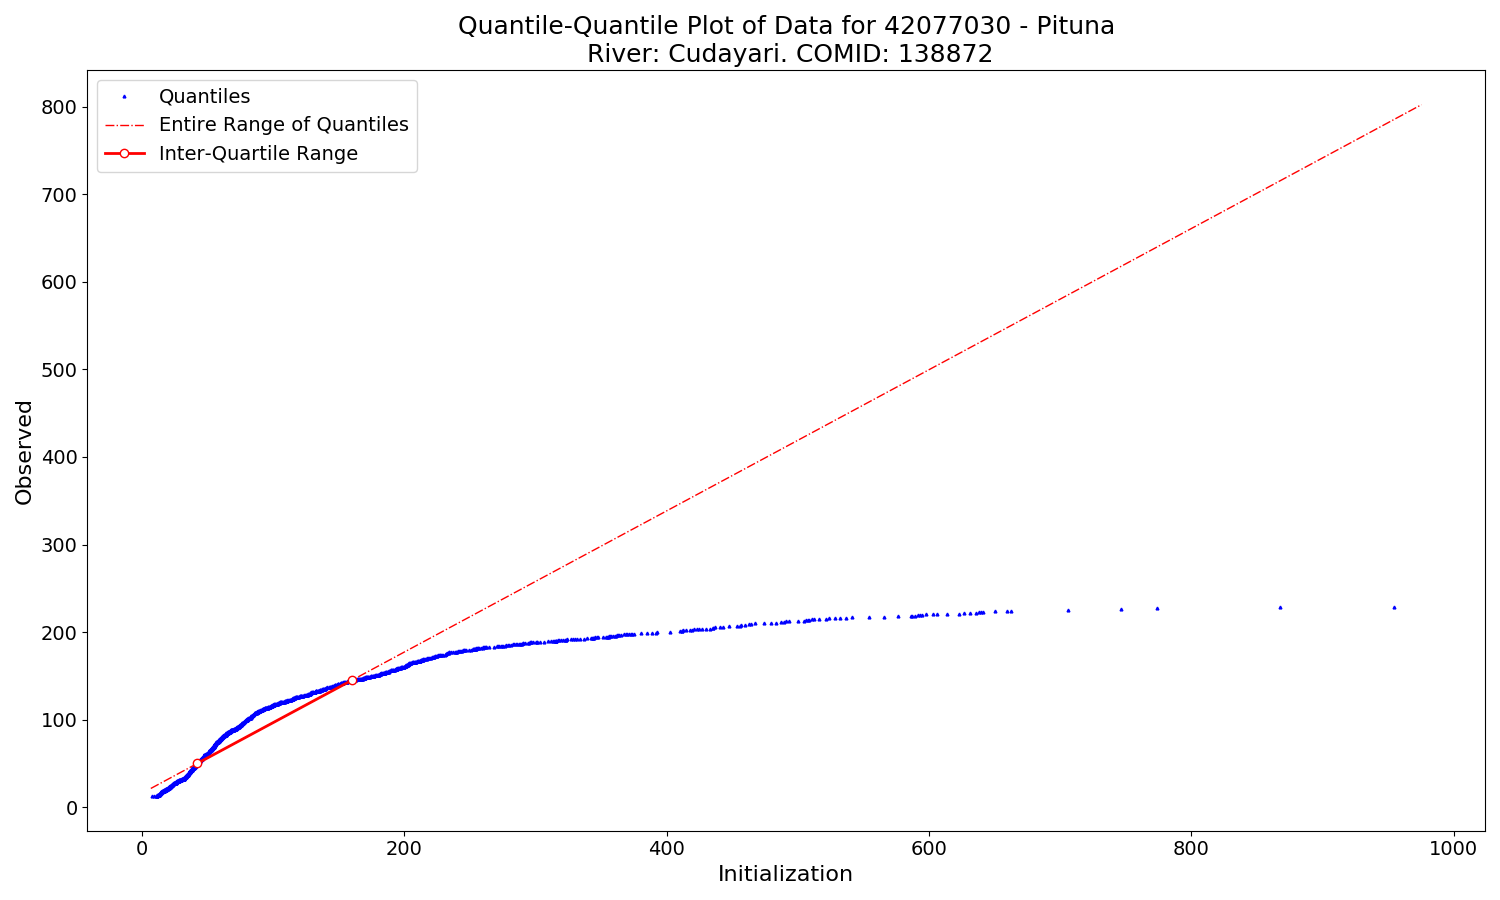 Quantile-Quantile Plot of Data for 42077030 - Pituna
River: Cudayari. COMID: 138872
Quantiles
Entire Range of Quantiles
Inter-Quartile Range
Observed
800
700
600
500
400
300
200
100
0
0 200 400 600 800 1000
Initialization